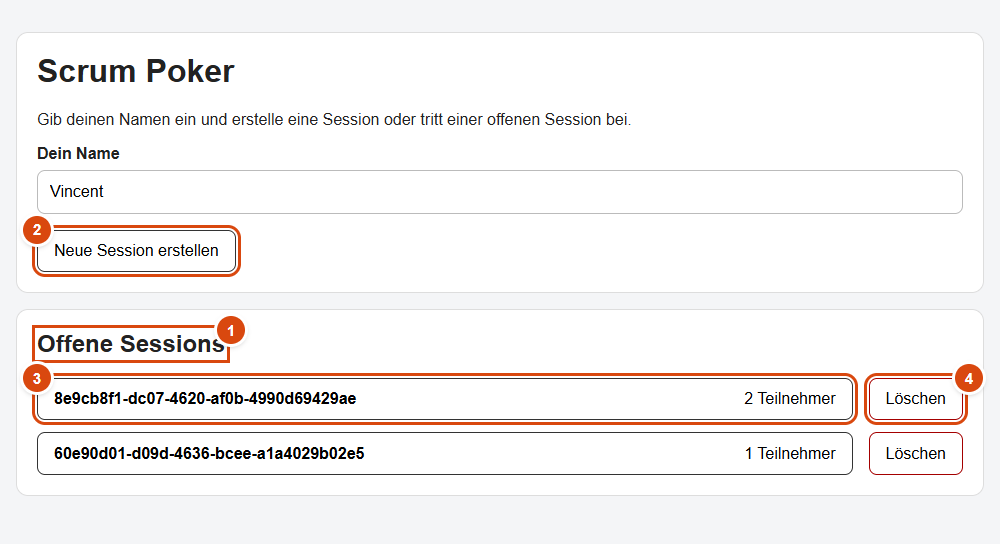 Scrum Poker
Gib deinen Namen ein und erstelle eine Session oder tritt einer offenen Session bei.
Dein Name
Vincent
2
Neue Session erstellen
Offene Sessions 1
3 4
8e9cb8f1-dc07-4620-af0b-4990d69429ae 2 Teilnehmer Löschen
60e90d01-d09d-4636-bcee-a1a4029b02e5 1 Teilnehmer Löschen